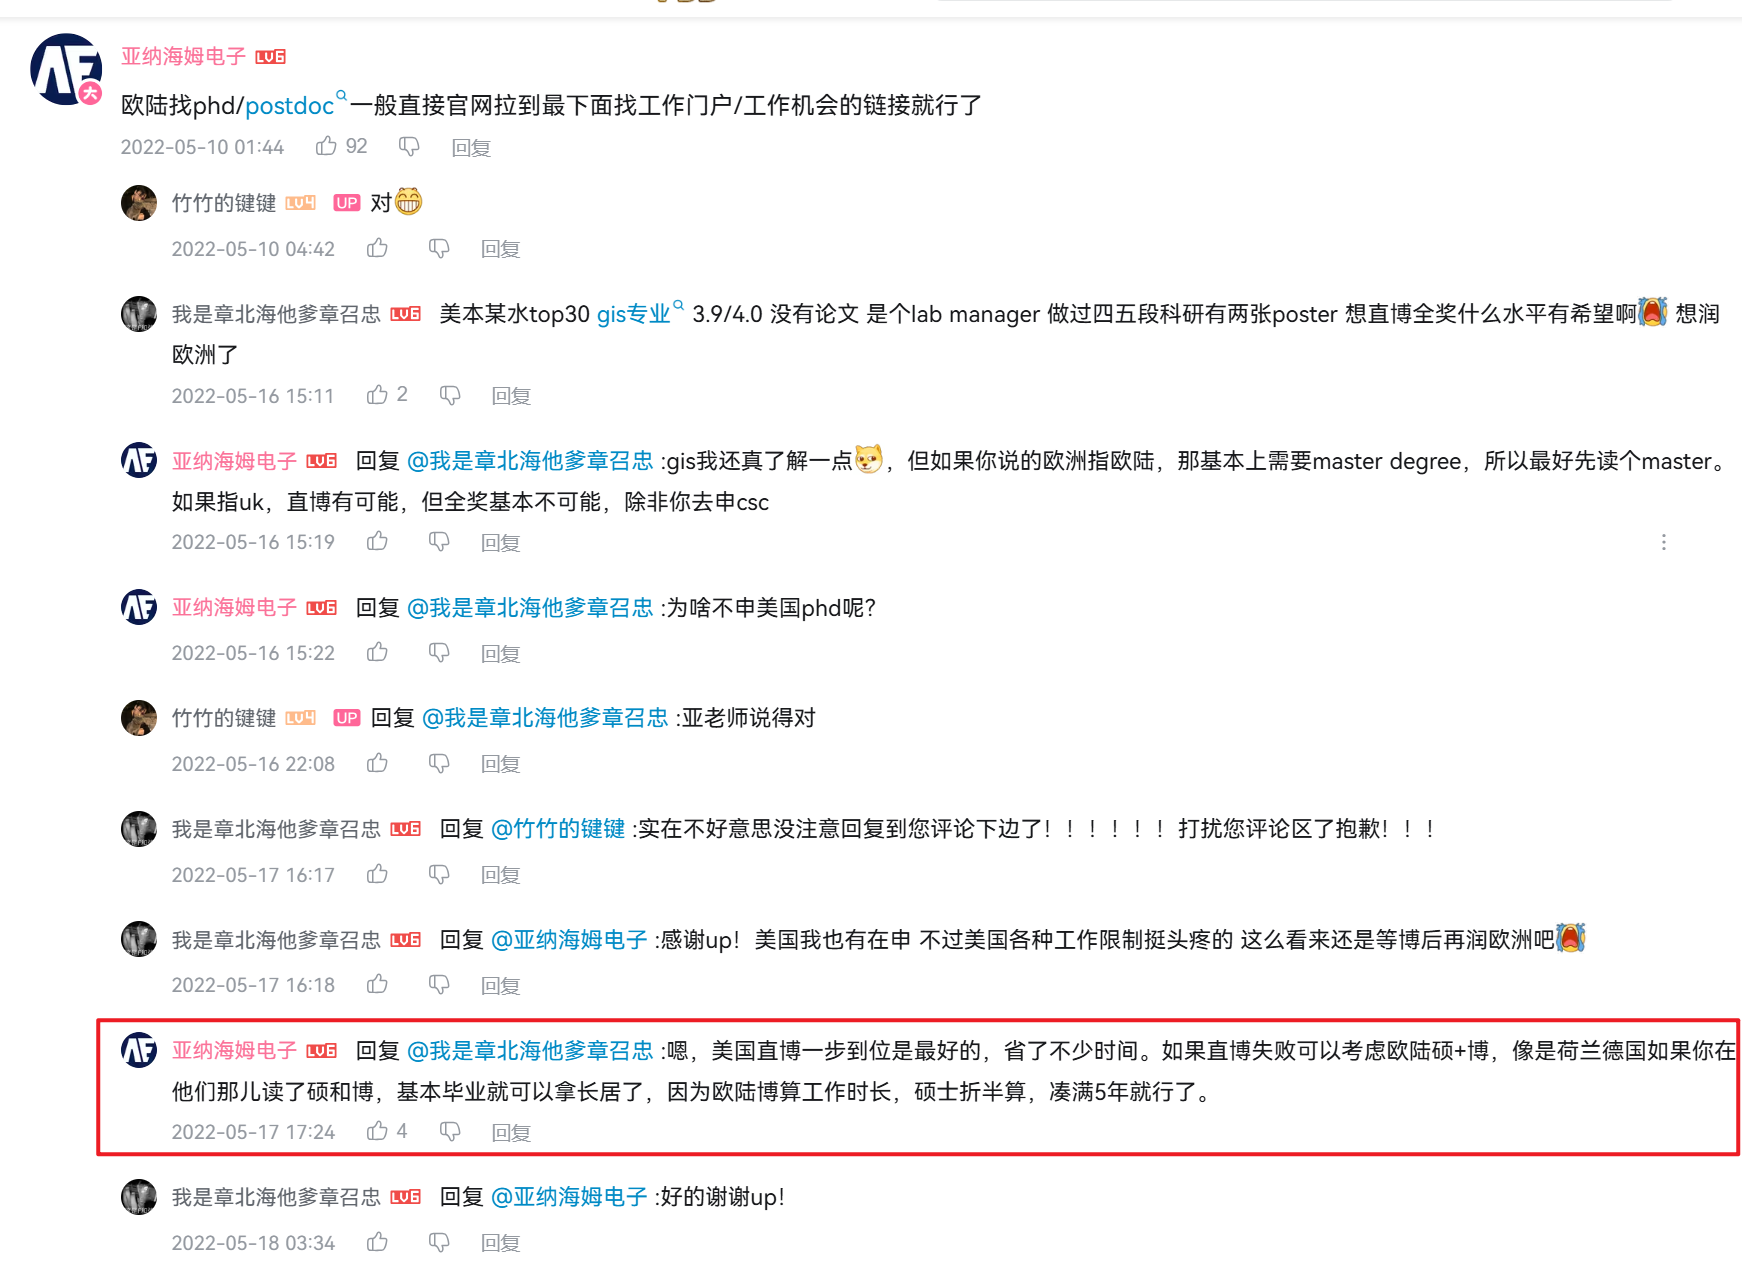 亚纳海姆电子 LV6
大
欧陆找phd/postdoc 一般直接官网拉到最下面找工作门户/工作机会的链接就行了
2022-05-10 01:44 92 回复
竹竹的键键 LV4 UP 对
2022-05-10 04:42 回复
我是章北海他爹章召忠 LV6 美本某水top30 gis专业 3.9/4.0 没有论文 是个lab manager 做过四五段科研有两张poster 想直博全奖什么水平有希望啊 想润
欧洲了
2022-05-16 15:11 2 回复
亚纳海姆电子 LV6 回复 @我是章北海他爹章召忠 :gis我还真了解一点，但如果你说的欧洲指欧陆，那基本上需要master degree，所以最好先读个master。
如果指uk，直博有可能，但全奖基本不可能，除非你去申csc
2022-05-16 15:19 回复
亚纳海姆电子 LV6 回复 @我是章北海他爹章召忠 :为啥不申美国phd呢？
2022-05-16 15:22 回复
竹竹的键键 LV4 UP 回复 @我是章北海他爹章召忠 :亚老师说得对
2022-05-16 22:08 回复
我是章北海他爹章召忠 LV6 回复 @竹竹的键键 :实在不好意思没注意回复到您评论下边了！！！！！！打扰您评论区了抱歉！！！
2022-05-17 16:17 回复
我是章北海他爹章召忠 LV6 回复 @亚纳海姆电子 :感谢up！美国我也有在申 不过美国各种工作限制挺头疼的 这么看来还是等博后再润欧洲吧
2022-05-17 16:18 回复
亚纳海姆电子 LV6 回复 @我是章北海他爹章召忠 :嗯，美国直博一步到位是最好的，省了不少时间。如果直博失败可以考虑欧陆硕+博，像是荷兰德国如果你在
他们那儿读了硕和博，基本毕业就可以拿长居了，因为欧陆博算工作时长，硕士折半算，凑满5年就行了。
2022-05-17 17:24 4 回复
我是章北海他爹章召忠 LV6 回复 @亚纳海姆电子 :好的谢谢up！
2022-05-18 03:34 回复